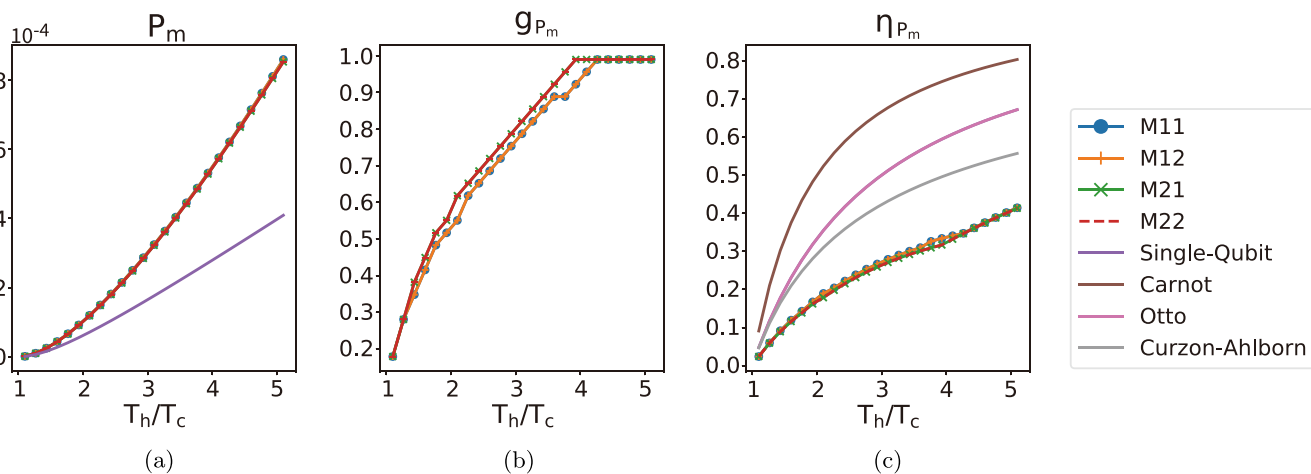 P_m
g_{P_m}
η_{P_m}
10⁻⁴
8
4
0
1 2 3 4 5
T_h/T_c
(a)
1.0
0.9
0.8
0.7
0.6
0.5
0.4
0.3
0.2
1 2 3 4 5
T_h/T_c
(b)
0.8
0.7
0.6
0.5
0.4
0.3
0.2
0.1
0.0
1 2 3 4 5
T_h/T_c
(c)
M11
M12
M21
M22
Single-Qubit
Carnot
Otto
Curzon-Ahlborn